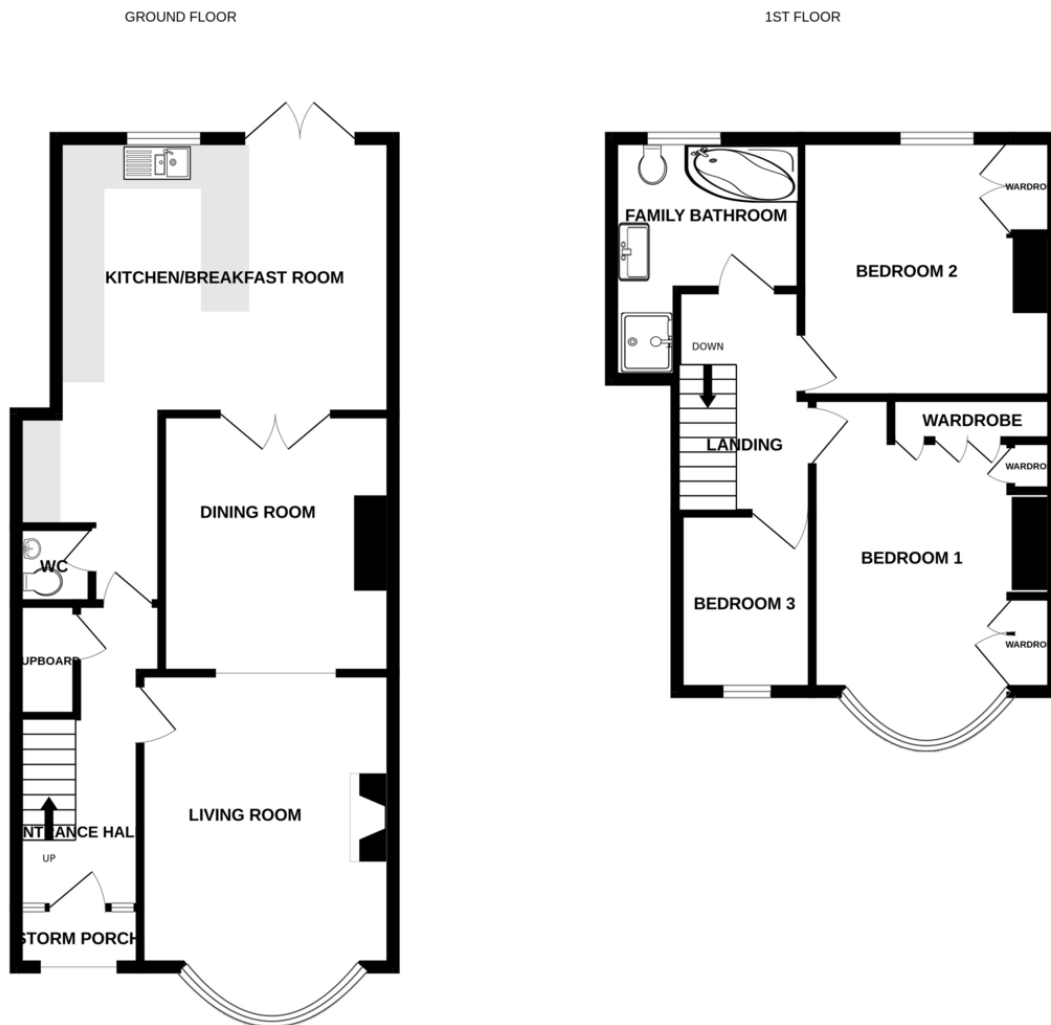 GROUND FLOOR
KITCHEN/BREAKFAST ROOM
DINING ROOM
WC
UPBOARD
LIVING ROOM
NTRANCE HAL
UP
STORM PORCH
1ST FLOOR
WARDRO
FAMILY BATHROOM
BEDROOM 2
DOWN
WARDROBE
LANDING
WARDRO
BEDROOM 1
BEDROOM 3
WARDRO